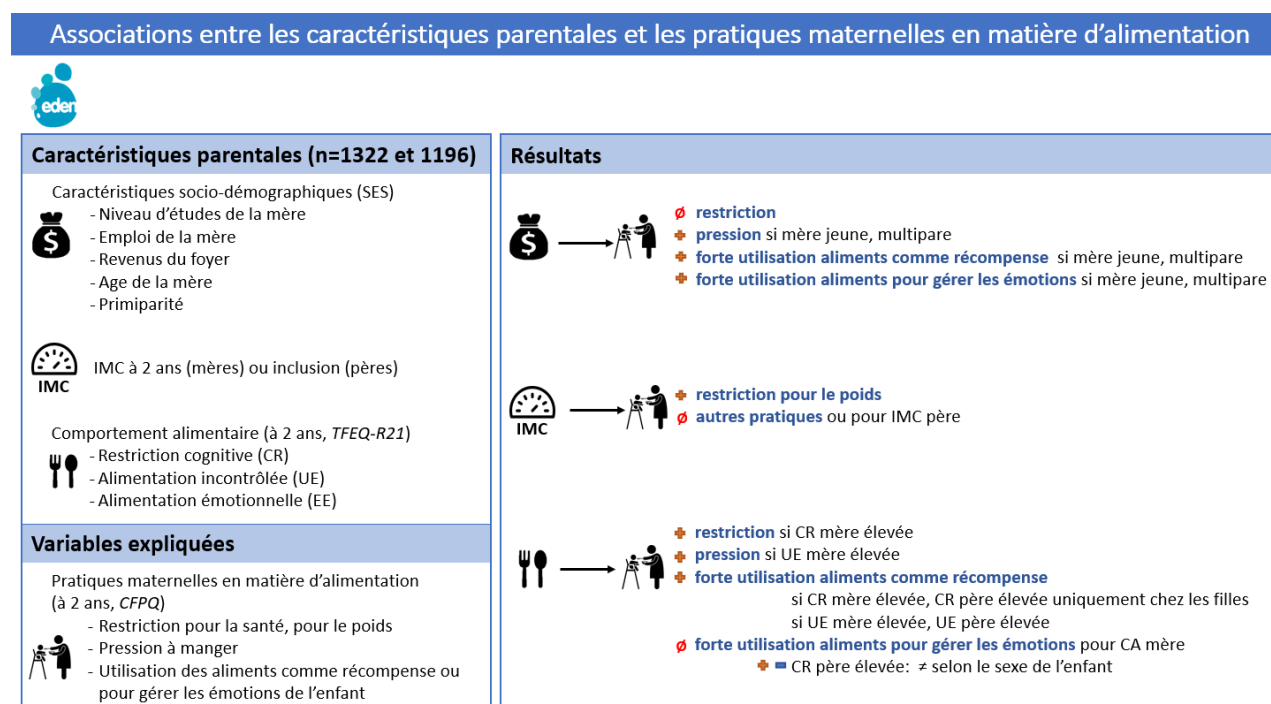 Associations entre les caractéristiques parentales et les pratiques maternelles en matière d'alimentation
eden
Caractéristiques parentales (n=1322 et 1196)
Caractéristiques socio-démographiques (SES)
$
- Niveau d'études de la mère
- Emploi de la mère
- Revenus du foyer
- Age de la mère
- Primiparité
IMC
IMC à 2 ans (mères) ou inclusion (pères)
Comportement alimentaire (à 2 ans, TFEQ-R21)
- Restriction cognitive (CR)
- Alimentation incontrôlée (UE)
- Alimentation émotionnelle (EE)
Variables expliquées
Pratiques maternelles en matière d'alimentation
(à 2 ans, CFPQ)
- Restriction pour la santé, pour le poids
- Pression à manger
- Utilisation des aliments comme récompense ou
pour gérer les émotions de l'enfant
Résultats
$
ø restriction
+ pression si mère jeune, multipare
+ forte utilisation aliments comme récompense si mère jeune, multipare
+ forte utilisation aliments pour gérer les émotions si mère jeune, multipare
IMC
+ restriction pour le poids
ø autres pratiques ou pour IMC père
+ restriction si CR mère élevée
+ pression si UE mère élevée
+ forte utilisation aliments comme récompense
si CR mère élevée, CR père élevée uniquement chez les filles
si UE mère élevée, UE père élevée
ø forte utilisation aliments pour gérer les émotions pour CA mère
+ - CR père élevée: ≠ selon le sexe de l'enfant